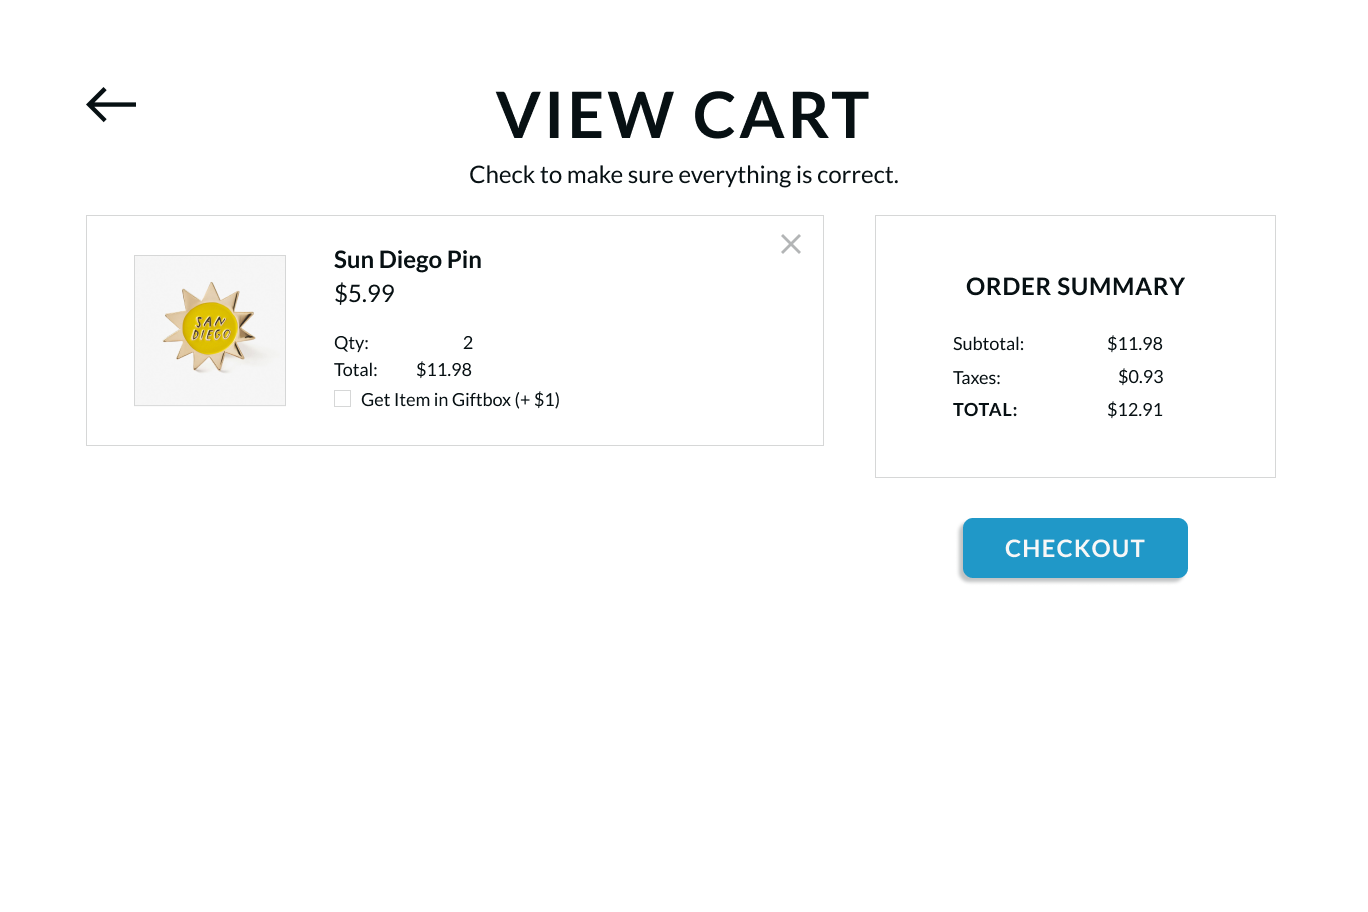 VIEW CART
Check to make sure everything is correct.
Sun Diego Pin
$5.99
SAN
DIEGO
Qty: 2
Total: $11.98
Get Item in Giftbox (+ $1)
ORDER SUMMARY
Subtotal: $11.98
Taxes: $0.93
TOTAL: $12.91
CHECKOUT